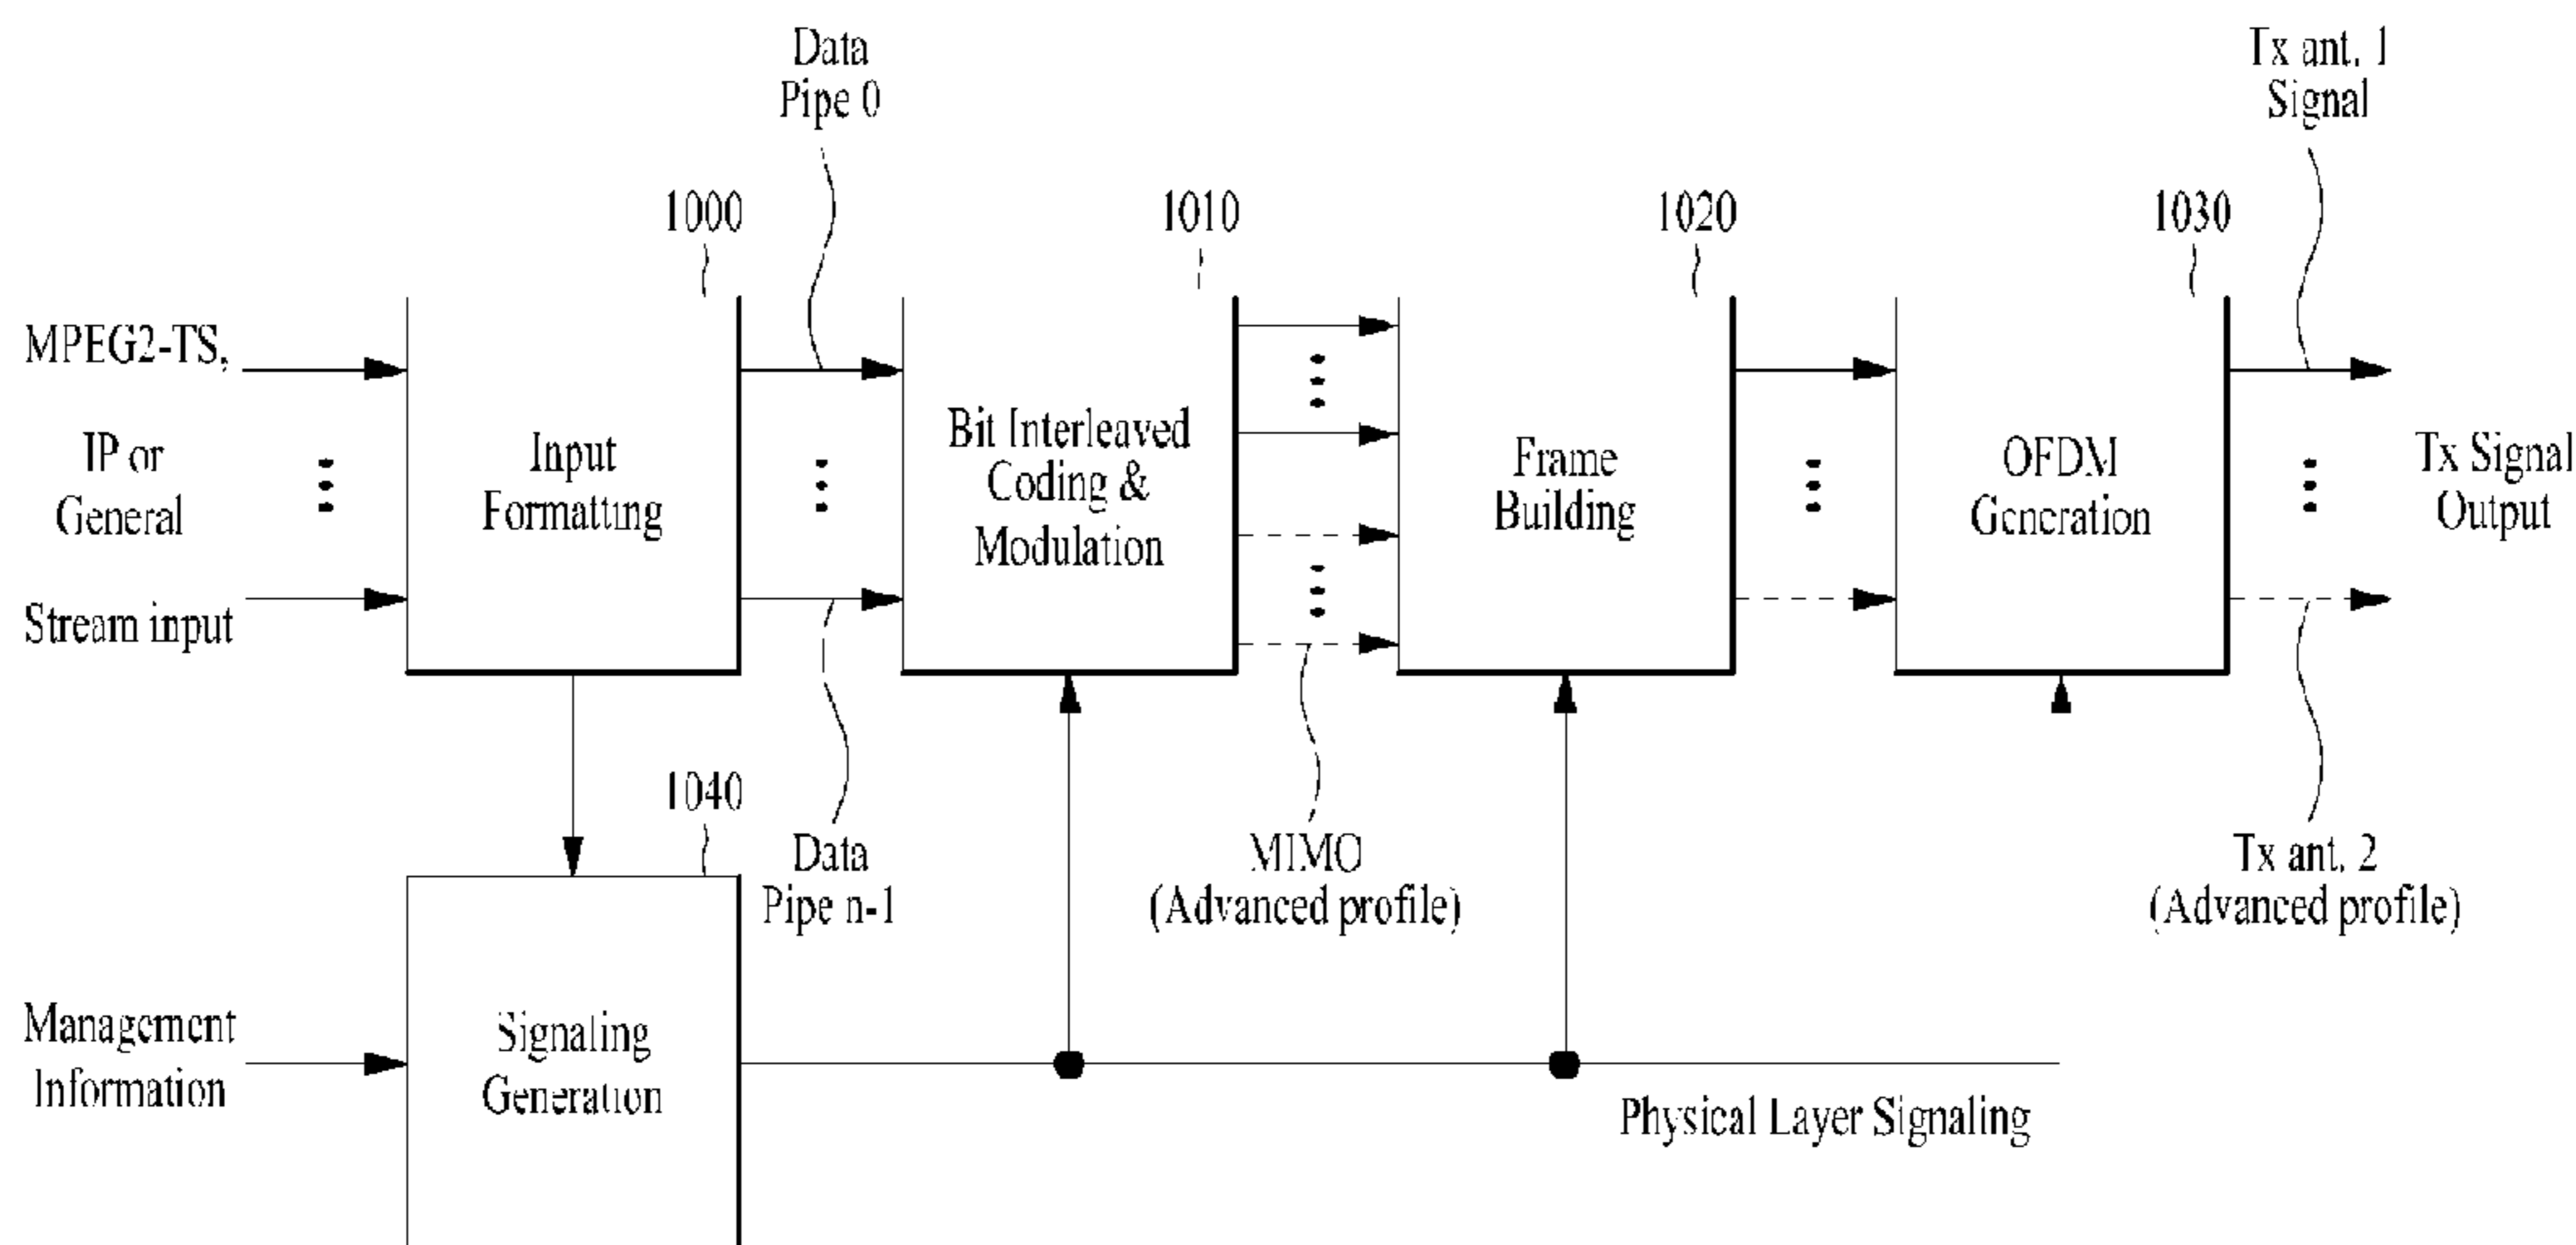 Data
Pipe 0
Tx ant. 1
Signal
1000
1010
1020
1030
MPEG2-TS,
IP or
General
Stream input
Input
Formatting
Bit Interleaved
Coding &
Modulation
Frame
Building
OFDM
Generation
Tx Signal
Output
1040
Data
Pipe n-1
MIMO
(Advanced profile)
Tx ant. 2
(Advanced profile)
Management
Information
Signaling
Generation
Physical Layer Signaling